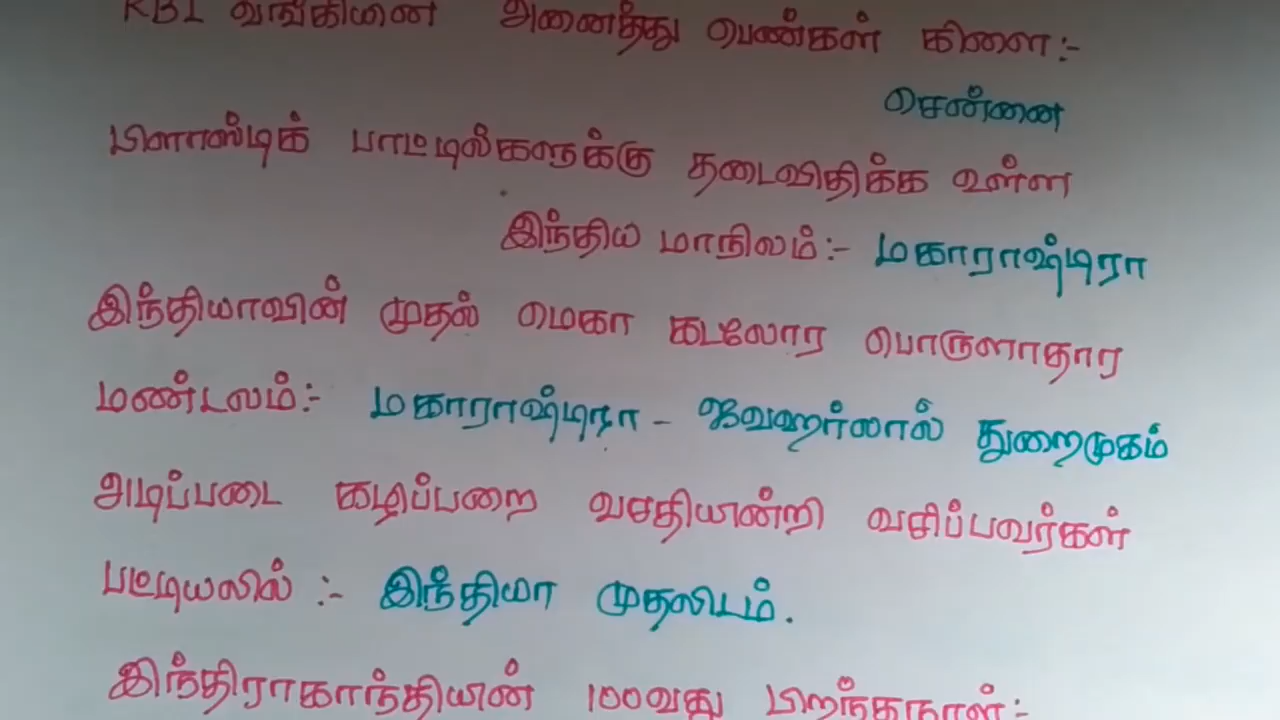 RBL வங்கியின் அனைத்து பெண்கள் கிளை:-
சென்னை
பிளாஸ்டிக் பாட்டில்களுக்கு தடைவிதிக்க உள்ள
இந்திய மாநிலம்:- மகாராஷ்டிரா
இந்தியாவின் முதல் மெகா கடலோர பொருளாதார
மண்டலம்:- மகாராஷ்டிரா - ஜவஹர்லால் துறைமுகம்
அடிப்படை கழிப்பறை வசதியின்றி வசிப்பவர்கள்
பட்டியலில் :- இந்தியா முதலிடம்.
இந்திராகாந்தியின் 100வது பிறந்தநாள்:-